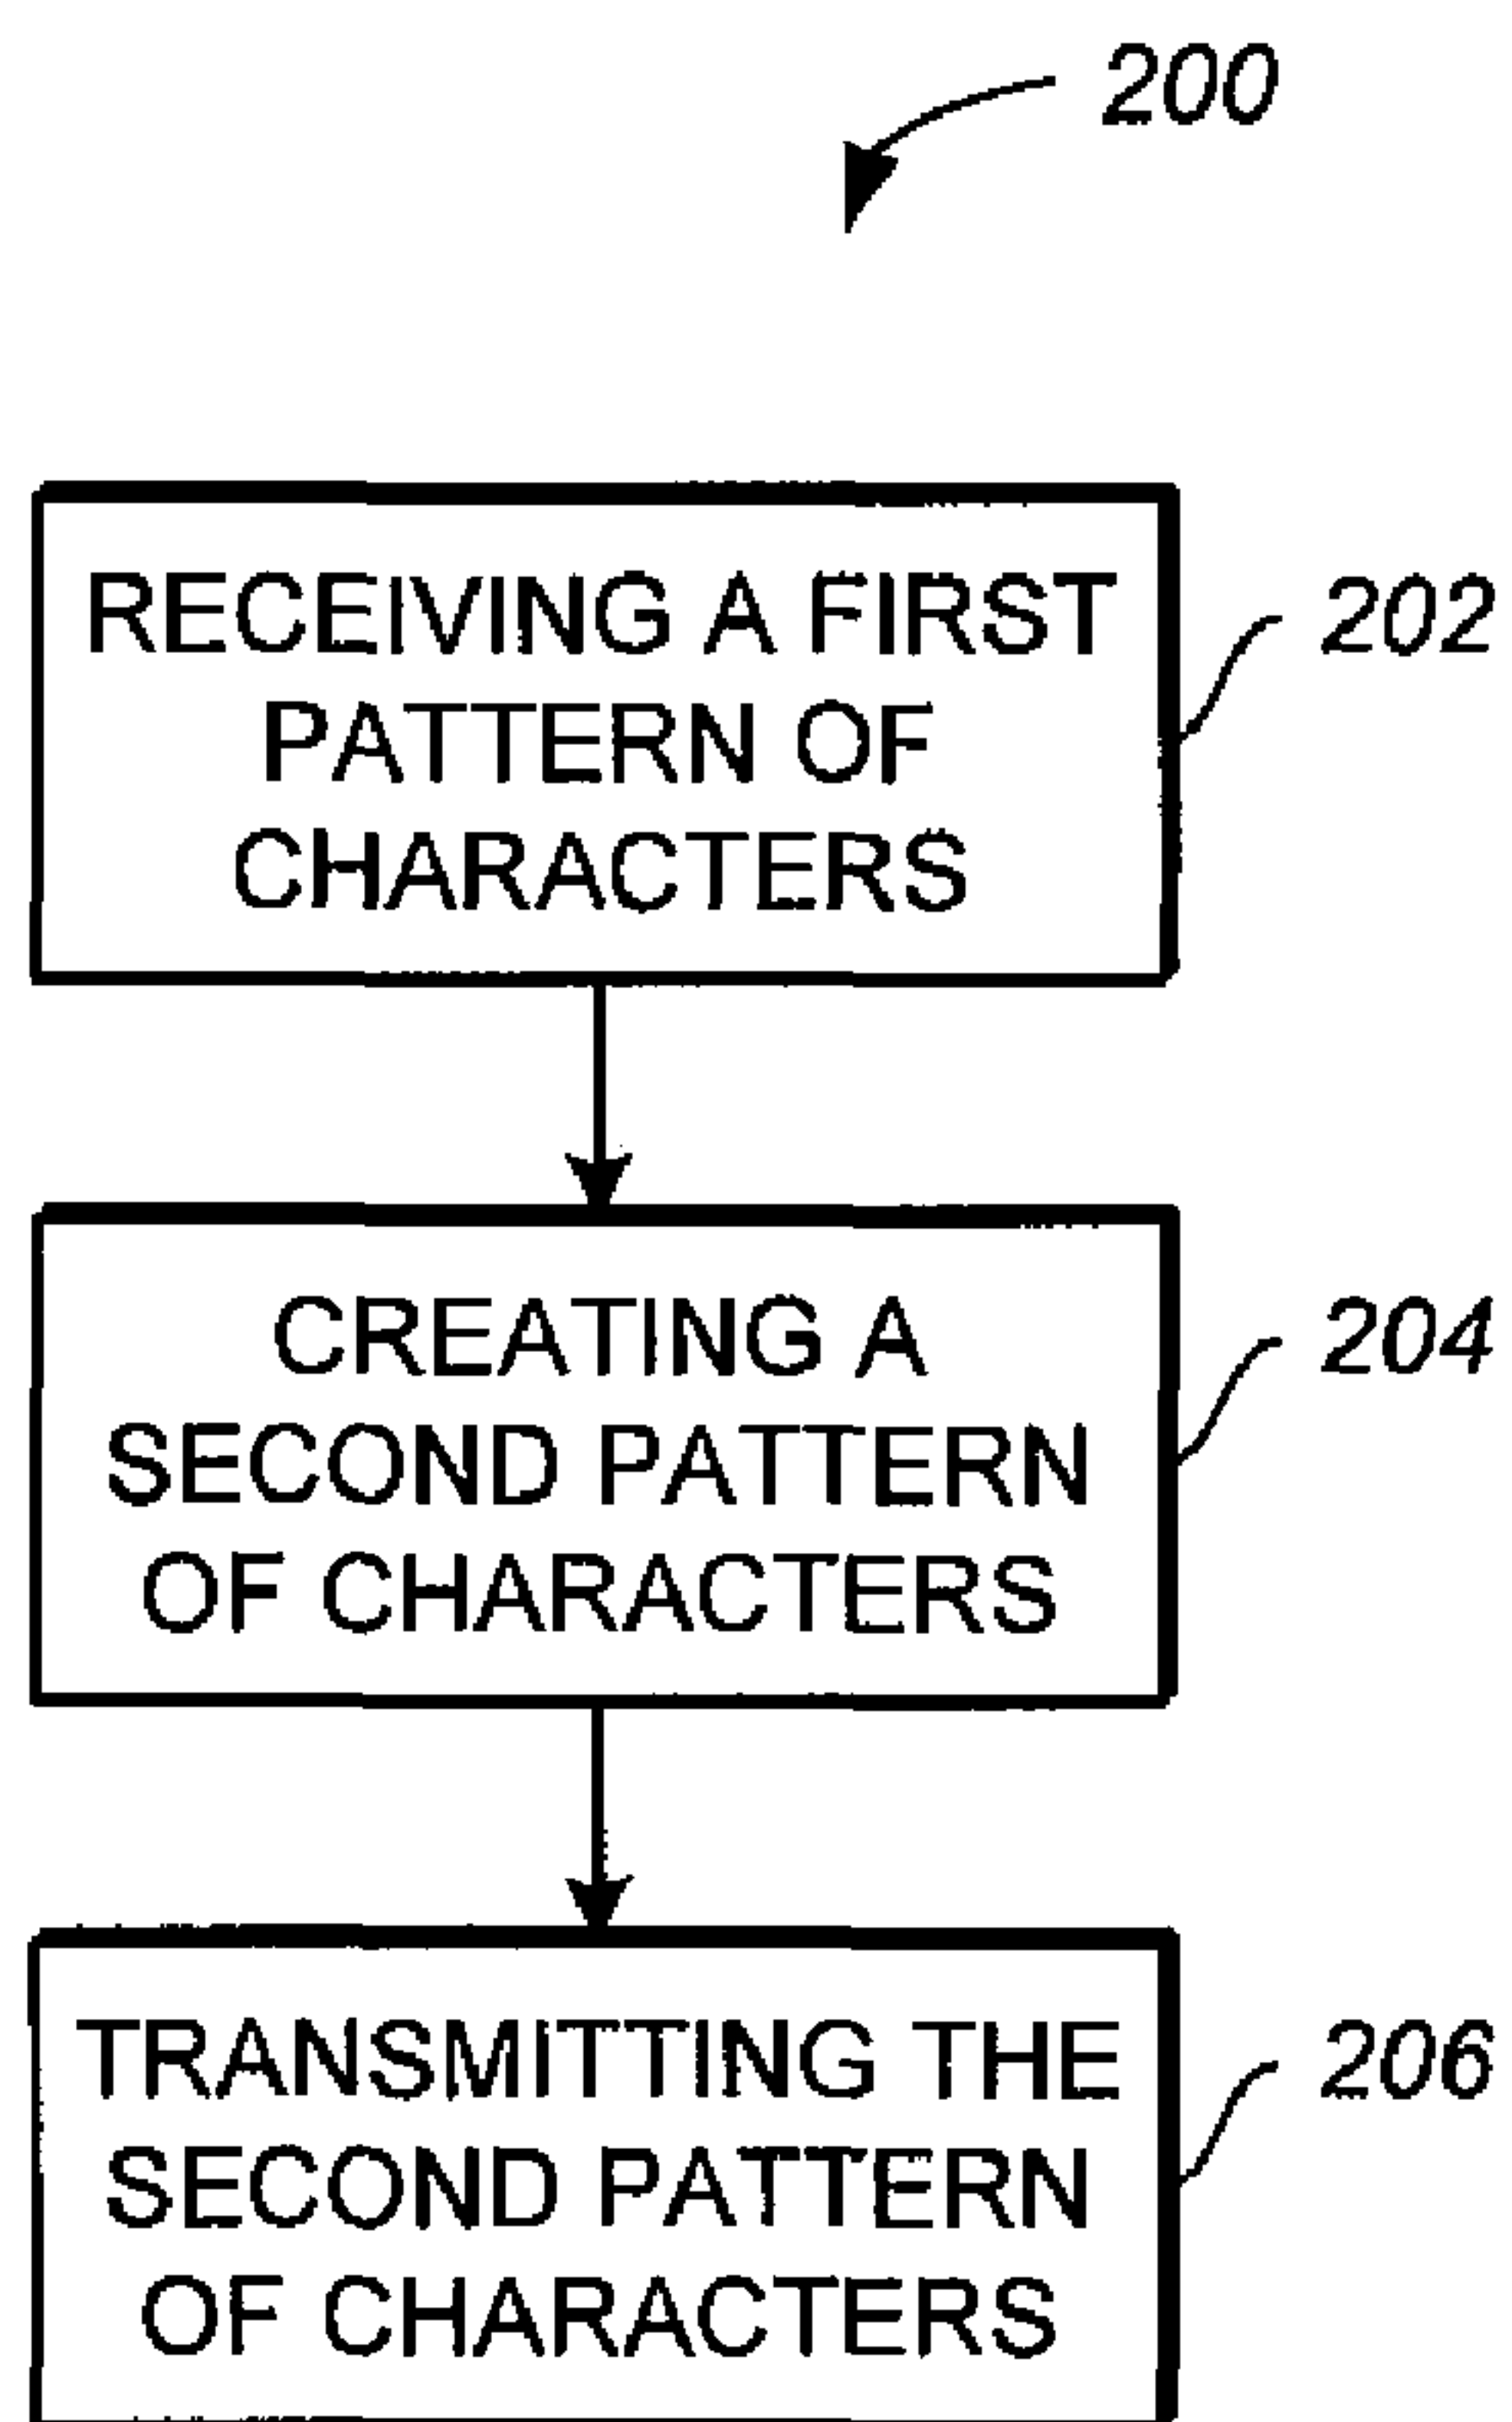 200
RECEIVING A FIRST
PATTERN OF
CHARACTERS
202
CREATING A
SECOND PATTERN
OF CHARACTERS
204
TRANSMITTING THE
SECOND PATTERN
OF CHARACTERS
206